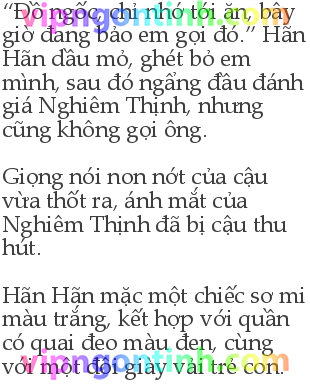 “Đồ ngốc, chỉ nhớ tới ăn, bây
giờ đang bảo em gọi đó.” Hãn
Hãn đầu mỏ, ghét bỏ em
mình, sau đó ngẩng đầu đánh
giá Nghiêm Thịnh, nhưng
cũng không gọi ông.
Giọng nói non nớt của cậu
vừa thốt ra, ánh mắt của
Nghiêm Thịnh đã bị cậu thu
hút.
Hãn Hãn mặc một chiếc sơ mi
màu trắng, kết hợp với quần
có quai đeo màu đen, cùng
với một đôi giày vải trẻ con.
vipngontinh.com
vipngontinh.com